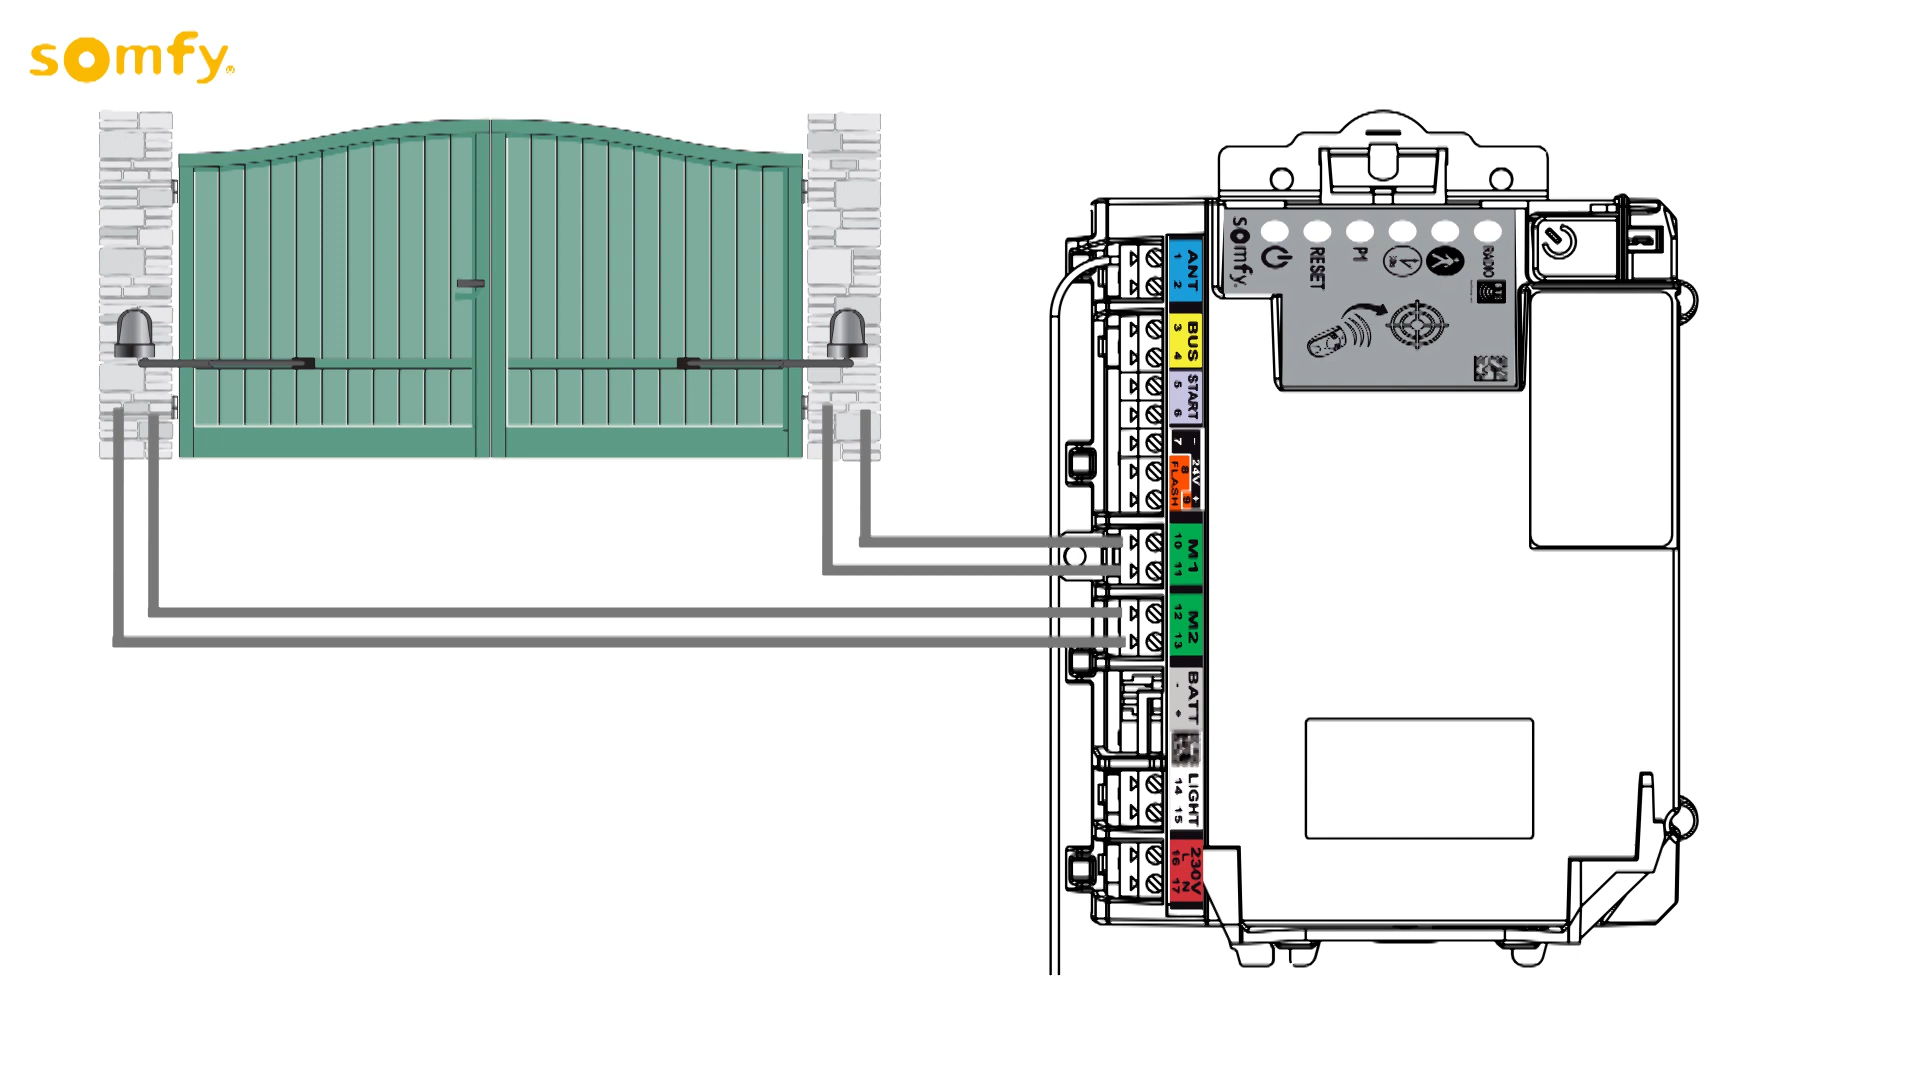 somfy.
somfy.
RESET
P1
RADIO
ANT
1 2
BUS
3 4
START
5 6
24V
- +
7
8 9
FLASH
M1
10 11
M2
12 13
BATT
- +
LIGHT
14 15
230V
L N
16 17